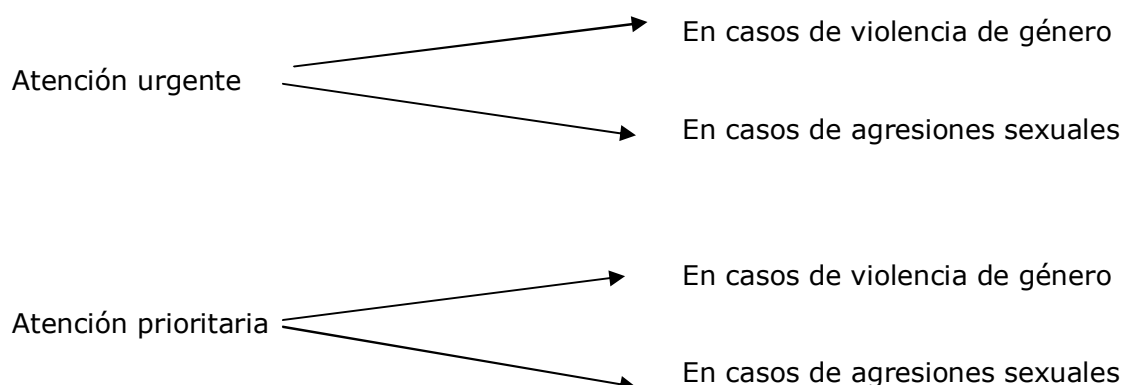 En casos de violencia de género
Atención urgente
En casos de agresiones sexuales
En casos de violencia de género
Atención prioritaria
En casos de agresiones sexuales